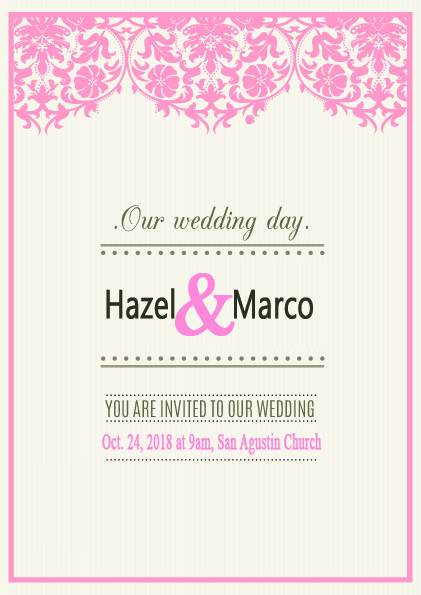 .Our wedding day.
Hazel&Marco
YOU ARE INVITED TO OUR WEDDING
Oct. 24, 2018 at 9am, San Agustin Church